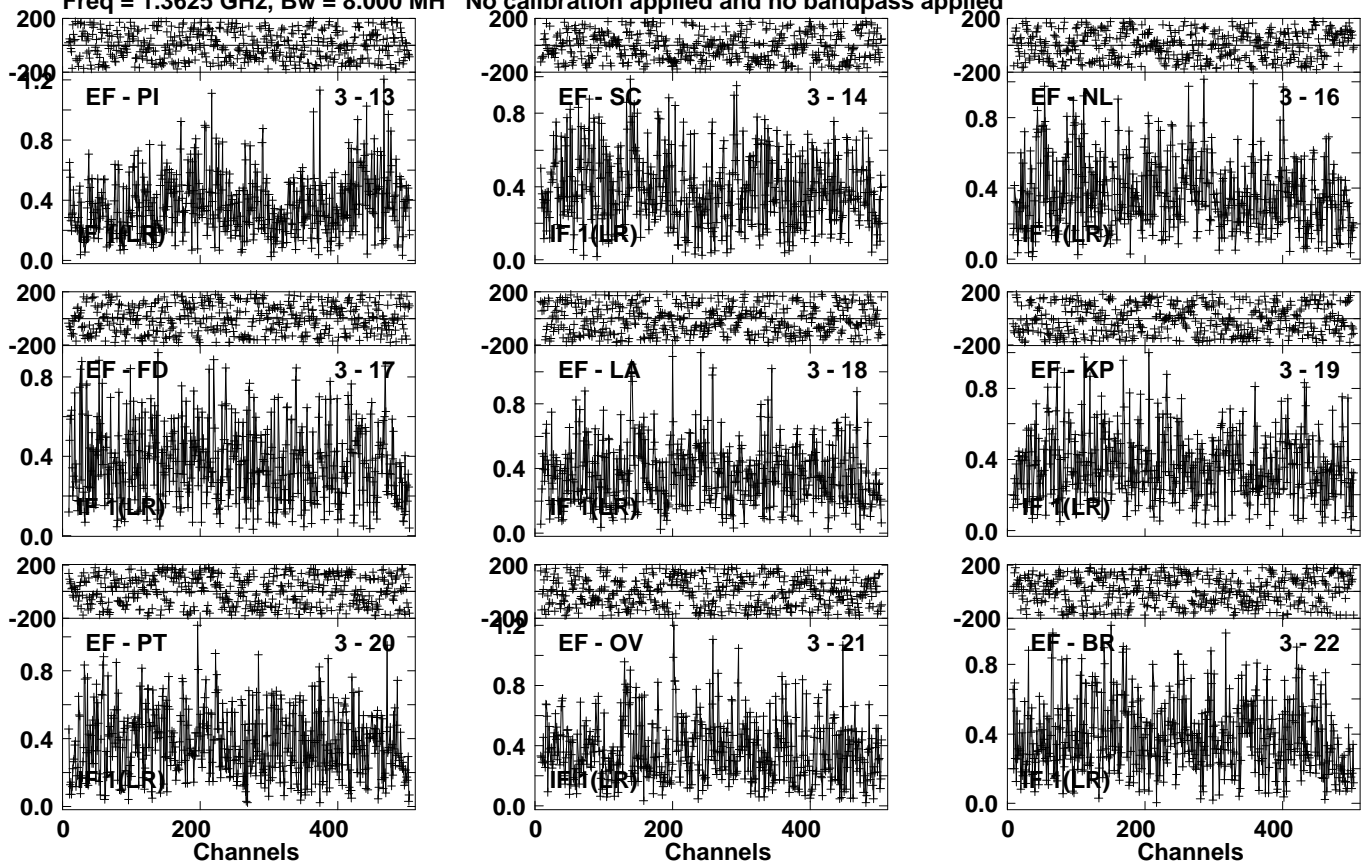 Freq = 1.3625 GHz, Bw = 8.000 MH No calibration applied and no bandpass applied
200 200 200
-200 -200 -200
1.2
EF - PI 3 - 13 EF - SC 3 - 14 EF - NL 3 - 16
0.8 0.8 0.8
0.4 0.4 0.4
IF 1(LR) IF 1(LR) IF 1(LR)
0.0 0.0 0.0
200 200 200
-200 -200 -200
EF - FD 3 - 17 EF - LA 3 - 18 EF - KP 3 - 19
0.8 0.8 0.8
0.4 0.4 0.4
IF 1(LR) IF 1(LR) IF 1(LR)
0.0 0.0 0.0
200 200 200
-200 -200 -200
1.2
EF - PT 3 - 20 EF - OV 3 - 21 EF - BR 3 - 22
0.8 0.8 0.8
0.4 0.4 0.4
IF 1(LR) IF 1(LR) IF 1(LR)
0.0 0.0 0.0
0 200 400 0 200 400 0 200 400
Channels Channels Channels